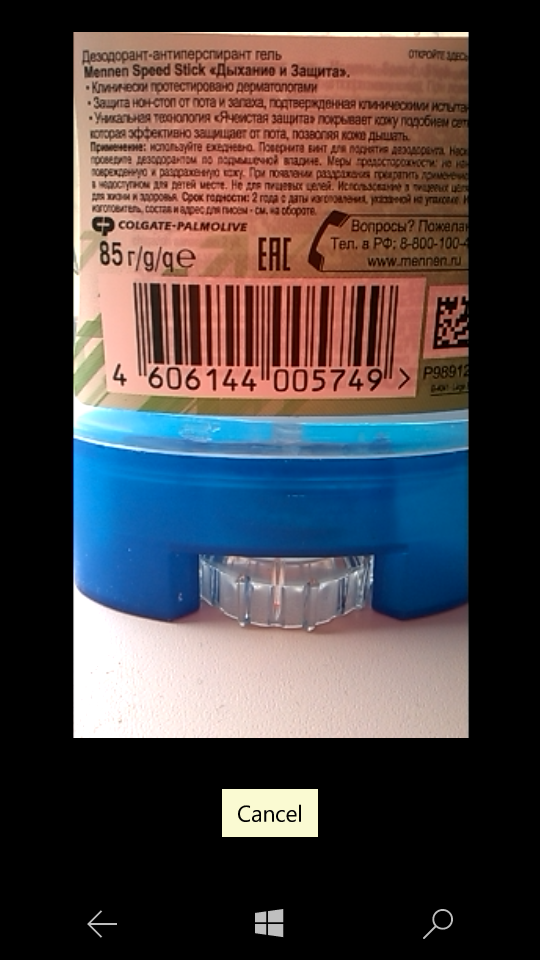 Дезодорант-антиперспирант гель
ОТКРОЙТЕ ЗДЕСЬ
Mennen Speed Stick «Дыхание и Защита».
• Клинически протестировано дерматологами
• Защита нон-стоп от пота и запаха, подтвержденная клиническими
• Уникальная технология «Ячеистая защита» покрывает кожу подобием
которая эффективно защищает от пота, позволяя коже дышать.
Применение: используйте ежедневно. Поверните винт для поднятия дезодоранта.
проведите дезодорантом по подмышечной впадине. Меры предосторожности: не
поврежденную и раздраженную кожу. При появлении раздражения прекратить
в недоступном для детей месте. Не для пищевых целей. Использование в пищевых
для жизни и здоровья. Срок годности: 2 года с даты изготовления, указанной на упаковке.
изготовитель, состав и адрес для писем - см. на обороте.
COLGATE-PALMOLIVE
Вопросы?
85 г/g/q℮
EAC
Тел. в РФ: 8-800-100-4
www.mennen.ru
4 606144 005749 >
P98912
Cancel